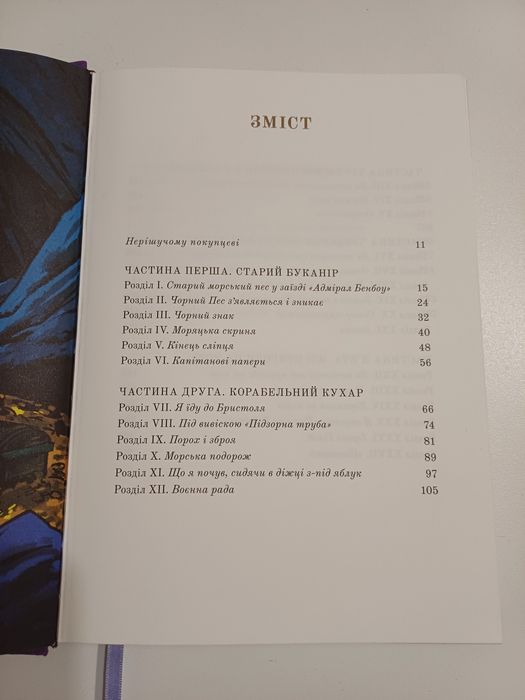 ЗМІСТ
Нерішучому покупцеві 11
ЧАСТИНА ПЕРША. СТАРИЙ БУКАНІР
Розділ I. Старий морський пес у заїзді «Адмірал Бенбоу» 15
Розділ II. Чорний Пес з'являється і зникає 24
Розділ III. Чорний знак 32
Розділ IV. Моряцька скриня 40
Розділ V. Кінець сліпця 48
Розділ VI. Капітанові папери 56
ЧАСТИНА ДРУГА. КОРАБЕЛЬНИЙ КУХАР
Розділ VII. Я їду до Бристоля 66
Розділ VIII. Під вивіскою «Підзорна труба» 74
Розділ IX. Порох і зброя 81
Розділ X. Морська подорож 89
Розділ XI. Що я почув, сидячи в діжці з-під яблук 97
Розділ XII. Воєнна рада 105